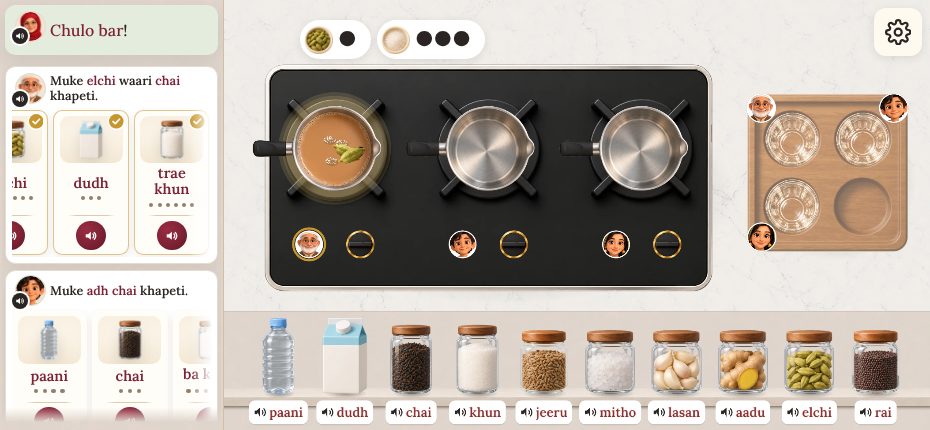 Chulo bar!
Muke elchi waari chai
khapeti.
dudh
trae
khun
Muke adh chai khapeti.
paani
chai
paani
dudh
chai
khun
jeeru
mitho
lasan
aadu
elchi
rai